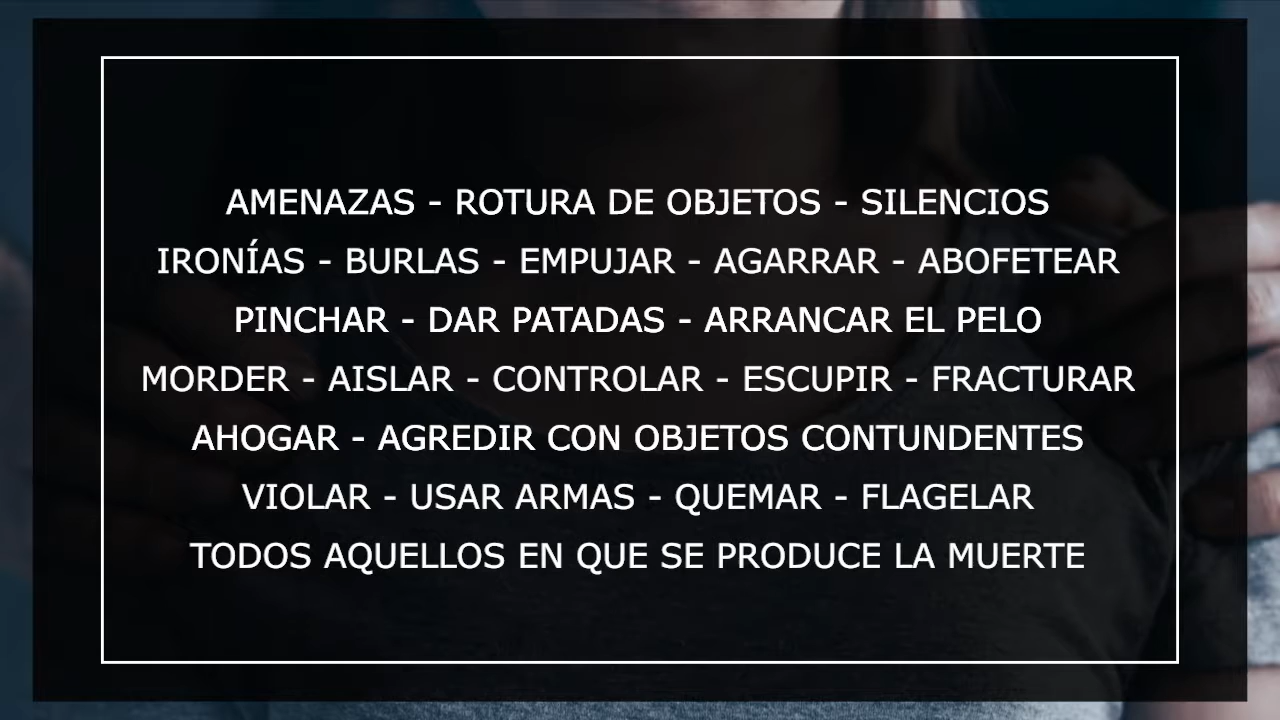 AMENAZAS - ROTURA DE OBJETOS - SILENCIOS
IRONÍAS - BURLAS - EMPUJAR - AGARRAR - ABOFETEAR
PINCHAR - DAR PATADAS - ARRANCAR EL PELO
MORDER - AISLAR - CONTROLAR - ESCUPIR - FRACTURAR
AHOGAR - AGREDIR CON OBJETOS CONTUNDENTES
VIOLAR - USAR ARMAS - QUEMAR - FLAGELAR
TODOS AQUELLOS EN QUE SE PRODUCE LA MUERTE